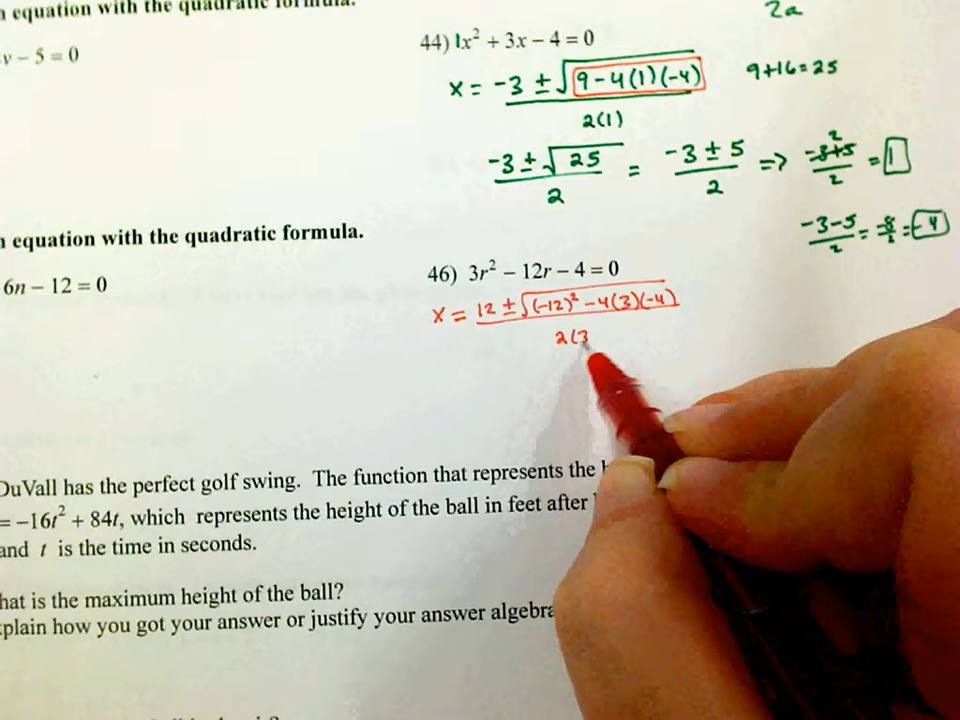 equation with the quadratic formula.
2a
v − 5 = 0
44) 1x² + 3x − 4 = 0
x = -3 ± √9 − 4(1)(-4)
2(1)
9+16=25
-3 ± √25 / 2 = -3 ± 5 / 2 => -3+5 / 2 = 1
2
-3-5 / 2 = -8 / 2 = -4
equation with the quadratic formula.
6n − 12 = 0
46) 3r² − 12r − 4 = 0
x = 12 ± √(-12)² − 4(3)(-4)
2(3
DuVall has the perfect golf swing. The function that represents the
= −16t² + 84t, which represents the height of the ball in feet after
and t is the time in seconds.
hat is the maximum height of the ball?
plain how you got your answer or justify your answer algebra